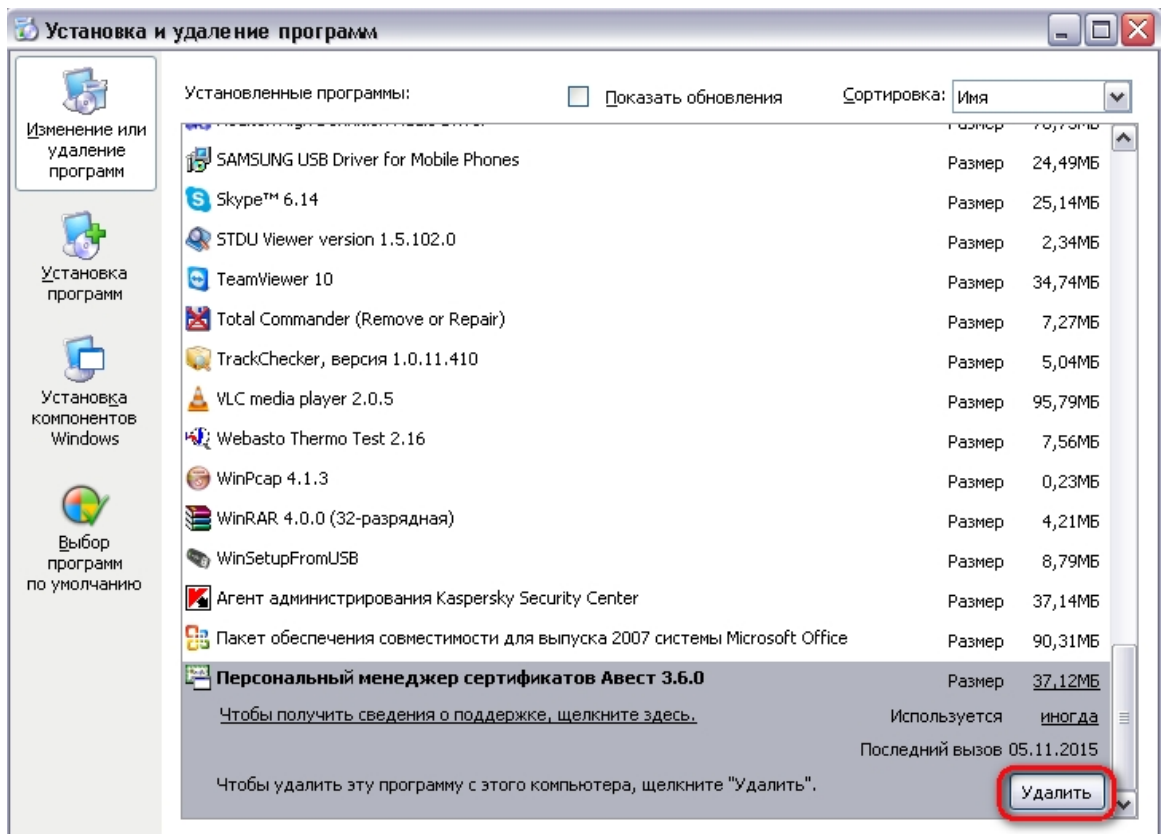 Установка и удаление программ
Изменение или
удаление
программ
Установка
программ
Установка
компонентов
Windows
Выбор
программ
по умолчанию
Установленные программы:
Показать обновления
Сортировка: Имя
SAMSUNG USB Driver for Mobile Phones Размер 24,49МБ
Skype™ 6.14 Размер 25,14МБ
STDU Viewer version 1.5.102.0 Размер 2,34МБ
TeamViewer 10 Размер 34,74МБ
Total Commander (Remove or Repair) Размер 7,27МБ
TrackChecker, версия 1.0.11.410 Размер 5,04МБ
VLC media player 2.0.5 Размер 95,79МБ
Webasto Thermo Test 2.16 Размер 7,56МБ
WinPcap 4.1.3 Размер 0,23МБ
WinRAR 4.0.0 (32-разрядная) Размер 4,21МБ
WinSetupFromUSB Размер 8,79МБ
Агент администрирования Kaspersky Security Center Размер 37,14МБ
Пакет обеспечения совместимости для выпуска 2007 системы Microsoft Office Размер 90,31МБ
Персональный менеджер сертификатов Авест 3.6.0 Размер 37,12МБ
Чтобы получить сведения о поддержке, щелкните здесь. Используется иногда
Последний вызов 05.11.2015
Чтобы удалить эту программу с этого компьютера, щелкните "Удалить". Удалить